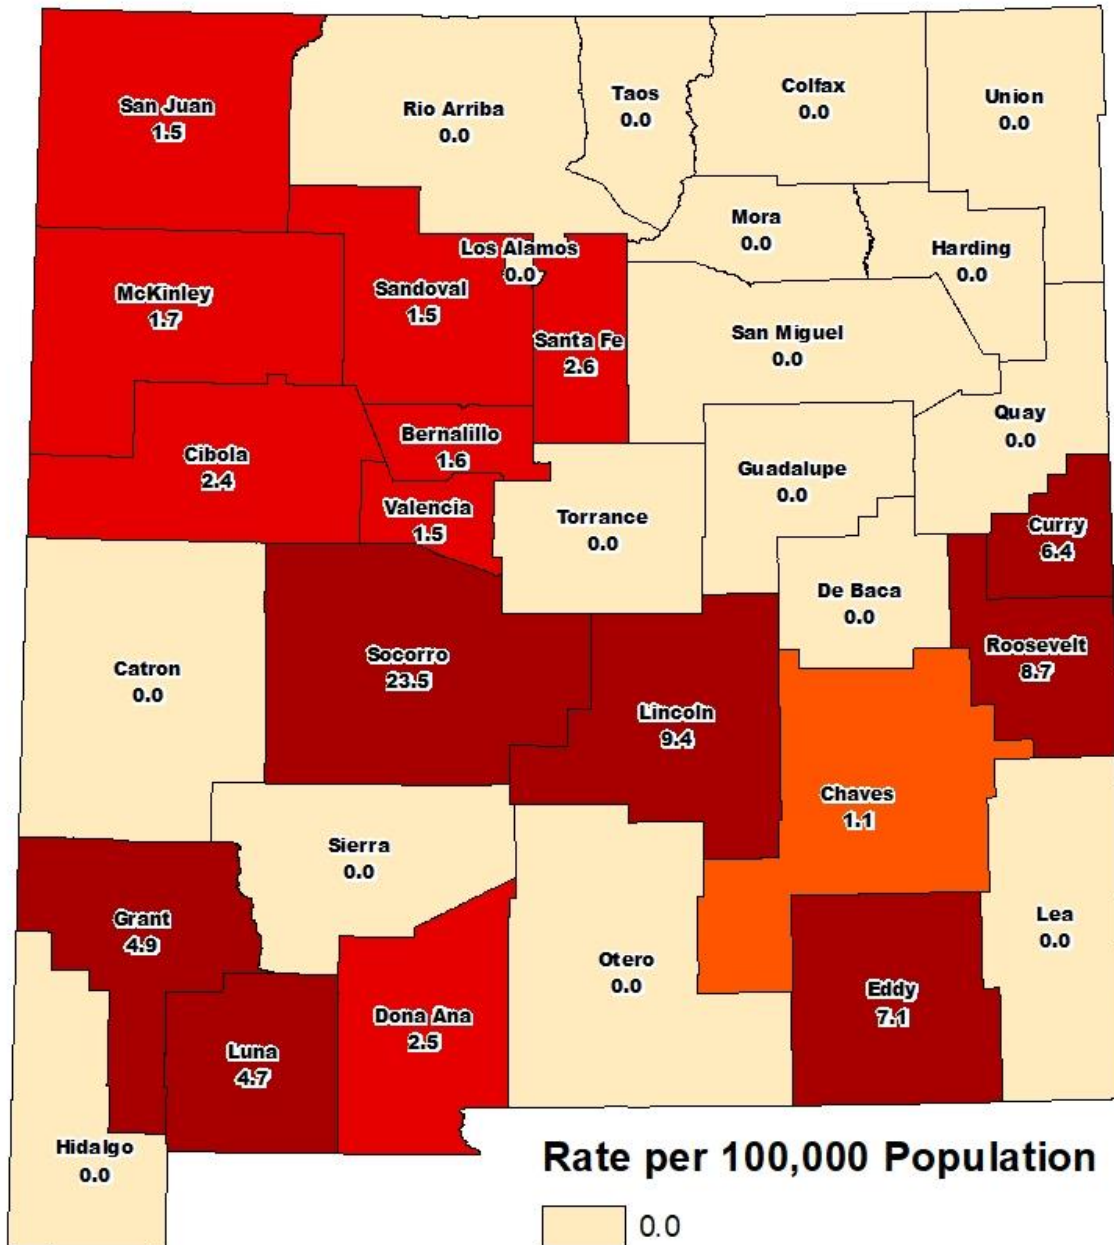 San Juan
1.5
Rio Arriba
0.0
Taos
0.0
Colfax
0.0
Union
0.0
Mora
0.0
Harding
0.0
Los Alamos
0.0
McKinley
1.7
Sandoval
1.5
Santa Fe
2.6
San Miguel
0.0
Quay
0.0
Cibola
2.4
Bernalillo
1.6
Valencia
1.5
Torrance
0.0
Guadalupe
0.0
Curry
6.4
De Baca
0.0
Roosevelt
8.7
Catron
0.0
Socorro
23.5
Lincoln
9.4
Chaves
1.1
Sierra
0.0
Grant
4.9
Lea
0.0
Otero
0.0
Eddy
7.1
Dona Ana
2.5
Luna
4.7
Hidalgo
0.0
Rate per 100,000 Population
0.0